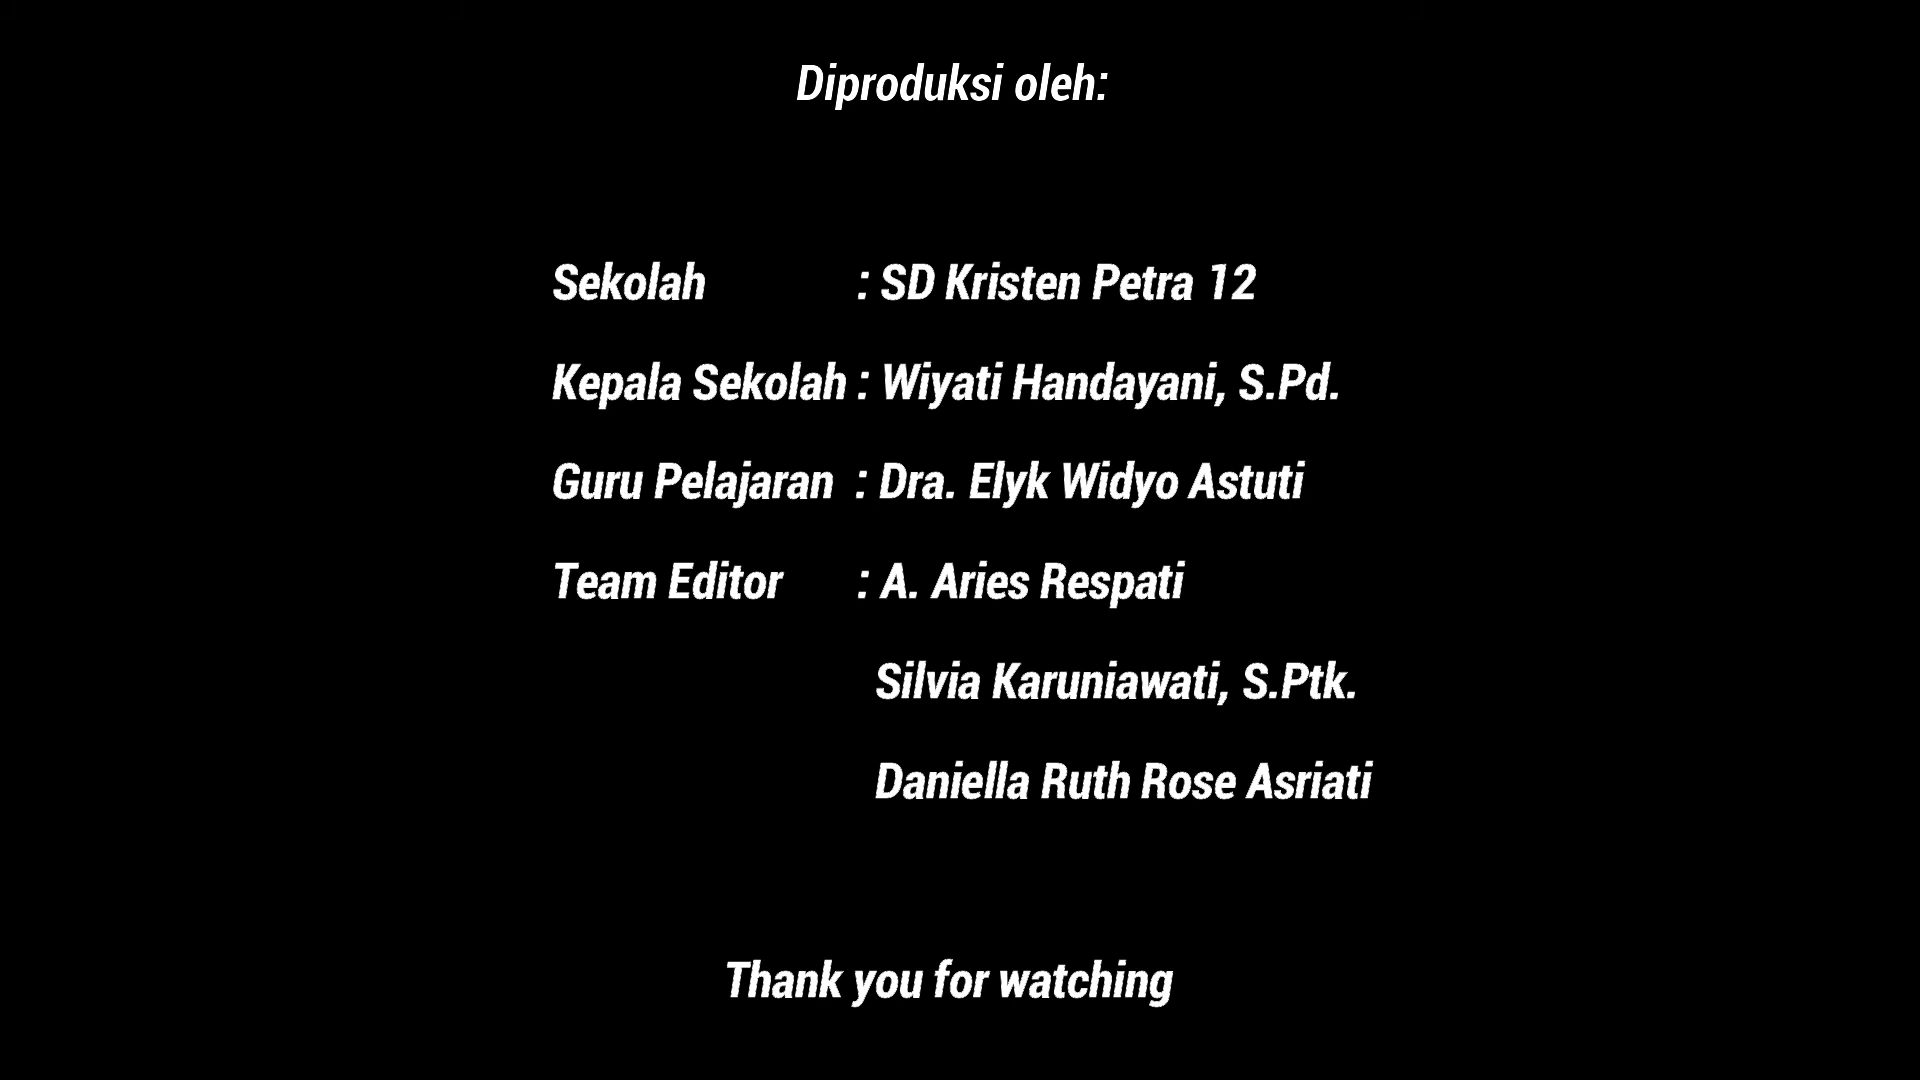 Diproduksi oleh:
Sekolah : SD Kristen Petra 12
Kepala Sekolah : Wiyati Handayani, S.Pd.
Guru Pelajaran : Dra. Elyk Widyo Astuti
Team Editor : A. Aries Respati
Silvia Karuniawati, S.Ptk.
Daniella Ruth Rose Asriati
Thank you for watching